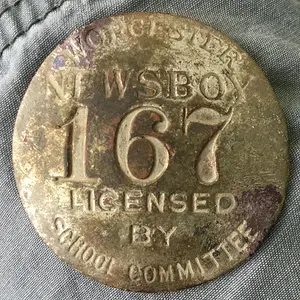 WORCESTER
NEWSBOY
167
LICENSED
BY
SCHOOL COMMITTEE